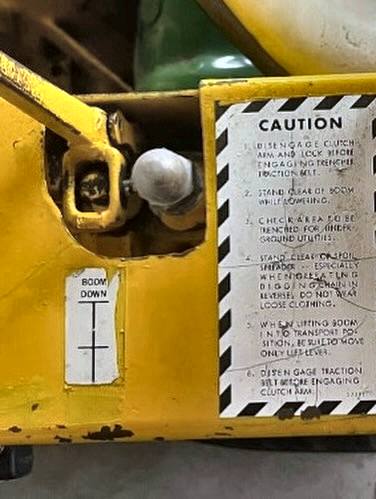 CAUTION
1. DISENGAGE CLUTCH
ARM AND LOCK BEFORE
ENGAGING TRENCHER
TRACTION BELT.
2. STAND CLEAR OF BOOM
WHILE LOWERING.
3. CHECK AREA TO BE
TRENCHED FOR UNDER-
GROUND UTILITIES.
4. STAND CLEAR OF SPOIL
SPREADER -- ESPECIALLY
WHEN OPERATING
DIGGING CHAIN IN
REVERSE. DO NOT WEAR
LOOSE CLOTHING.
5. WHEN LIFTING BOOM
INTO TRANSPORT POSI-
TION, BE SURE TO MOVE
ONLY LIFT LEVER.
6. DISENGAGE TRACTION
BELT BEFORE ENGAGING
CLUTCH ARM.
BOOM
DOWN